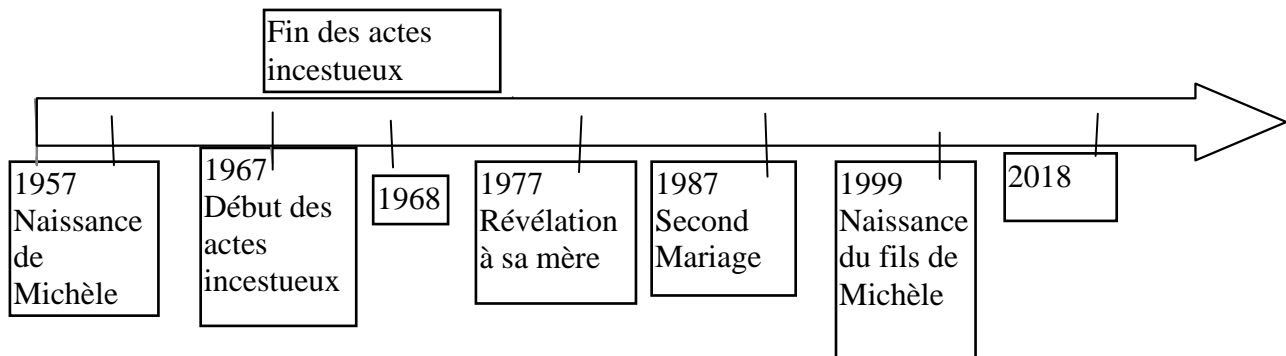 Fin des actes
incestueux
1957
Naissance
de
Michèle
1967
Début des
actes
incestueux
1968
1977
Révélation
à sa mère
1987
Second
Mariage
1999
Naissance
du fils de
Michèle
2018